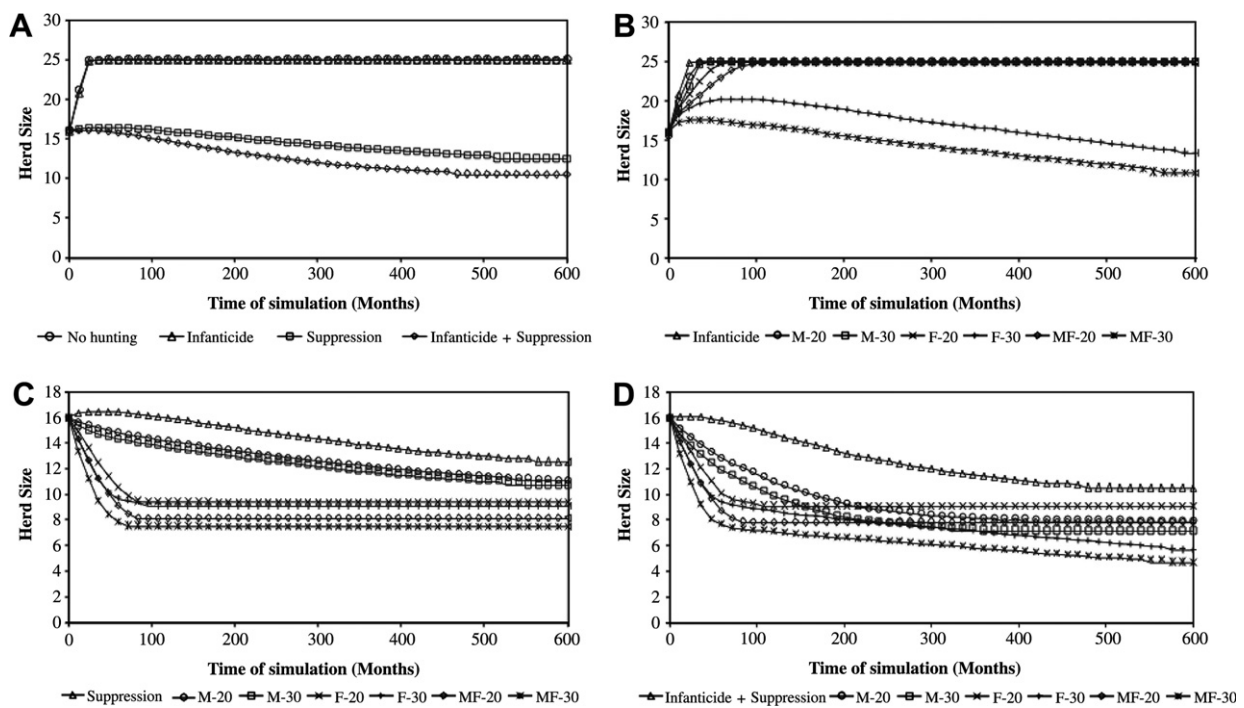 A
30
25
20
15
10
5
0
Herd Size
0 100 200 300 400 500 600
Time of simulation (Months)
No hunting Infanticide Suppression Infanticide + Suppression
B
30
25
20
15
10
5
0
Herd Size
0 100 200 300 400 500 600
Time of simulation (Months)
Infanticide M-20 M-30 F-20 F-30 MF-20 MF-30
C
18
16
14
12
10
8
6
4
2
0
Herd Size
0 100 200 300 400 500 600
Time of simulation (Months)
Suppression M-20 M-30 F-20 F-30 MF-20 MF-30
D
18
16
14
12
10
8
6
4
2
0
Herd Size
0 100 200 300 400 500 600
Time of simulation (Months)
Infanticide + Suppression M-20 M-30 F-20 F-30 MF-20 MF-30